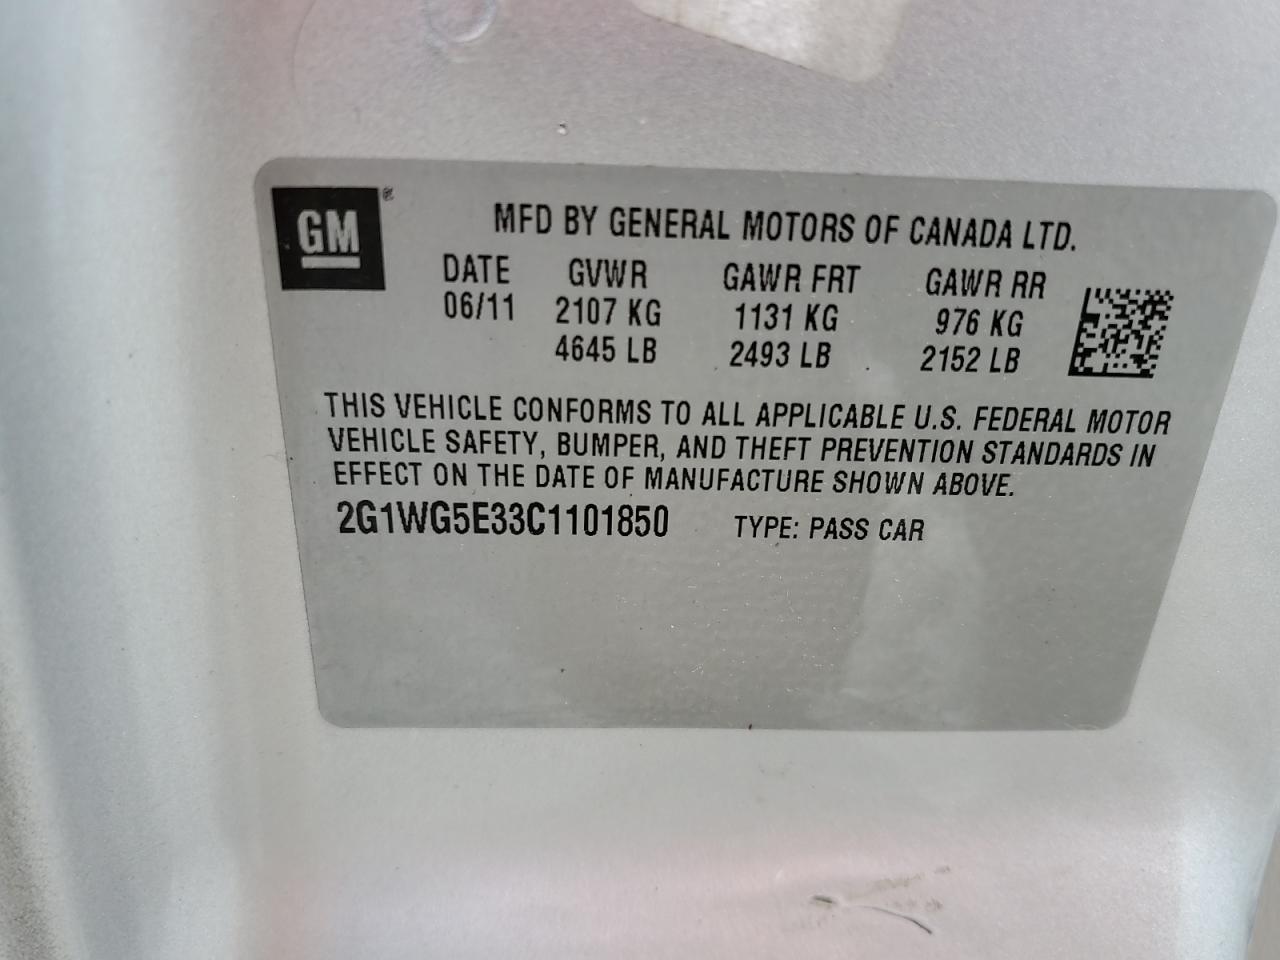 GM®
MFD BY GENERAL MOTORS OF CANADA LTD.
DATE GVWR GAWR FRT GAWR RR
06/11 2107 KG 1131 KG 976 KG
4645 LB 2493 LB 2152 LB
THIS VEHICLE CONFORMS TO ALL APPLICABLE U.S. FEDERAL MOTOR
VEHICLE SAFETY, BUMPER, AND THEFT PREVENTION STANDARDS IN
EFFECT ON THE DATE OF MANUFACTURE SHOWN ABOVE.
2G1WG5E33C1101850 TYPE: PASS CAR